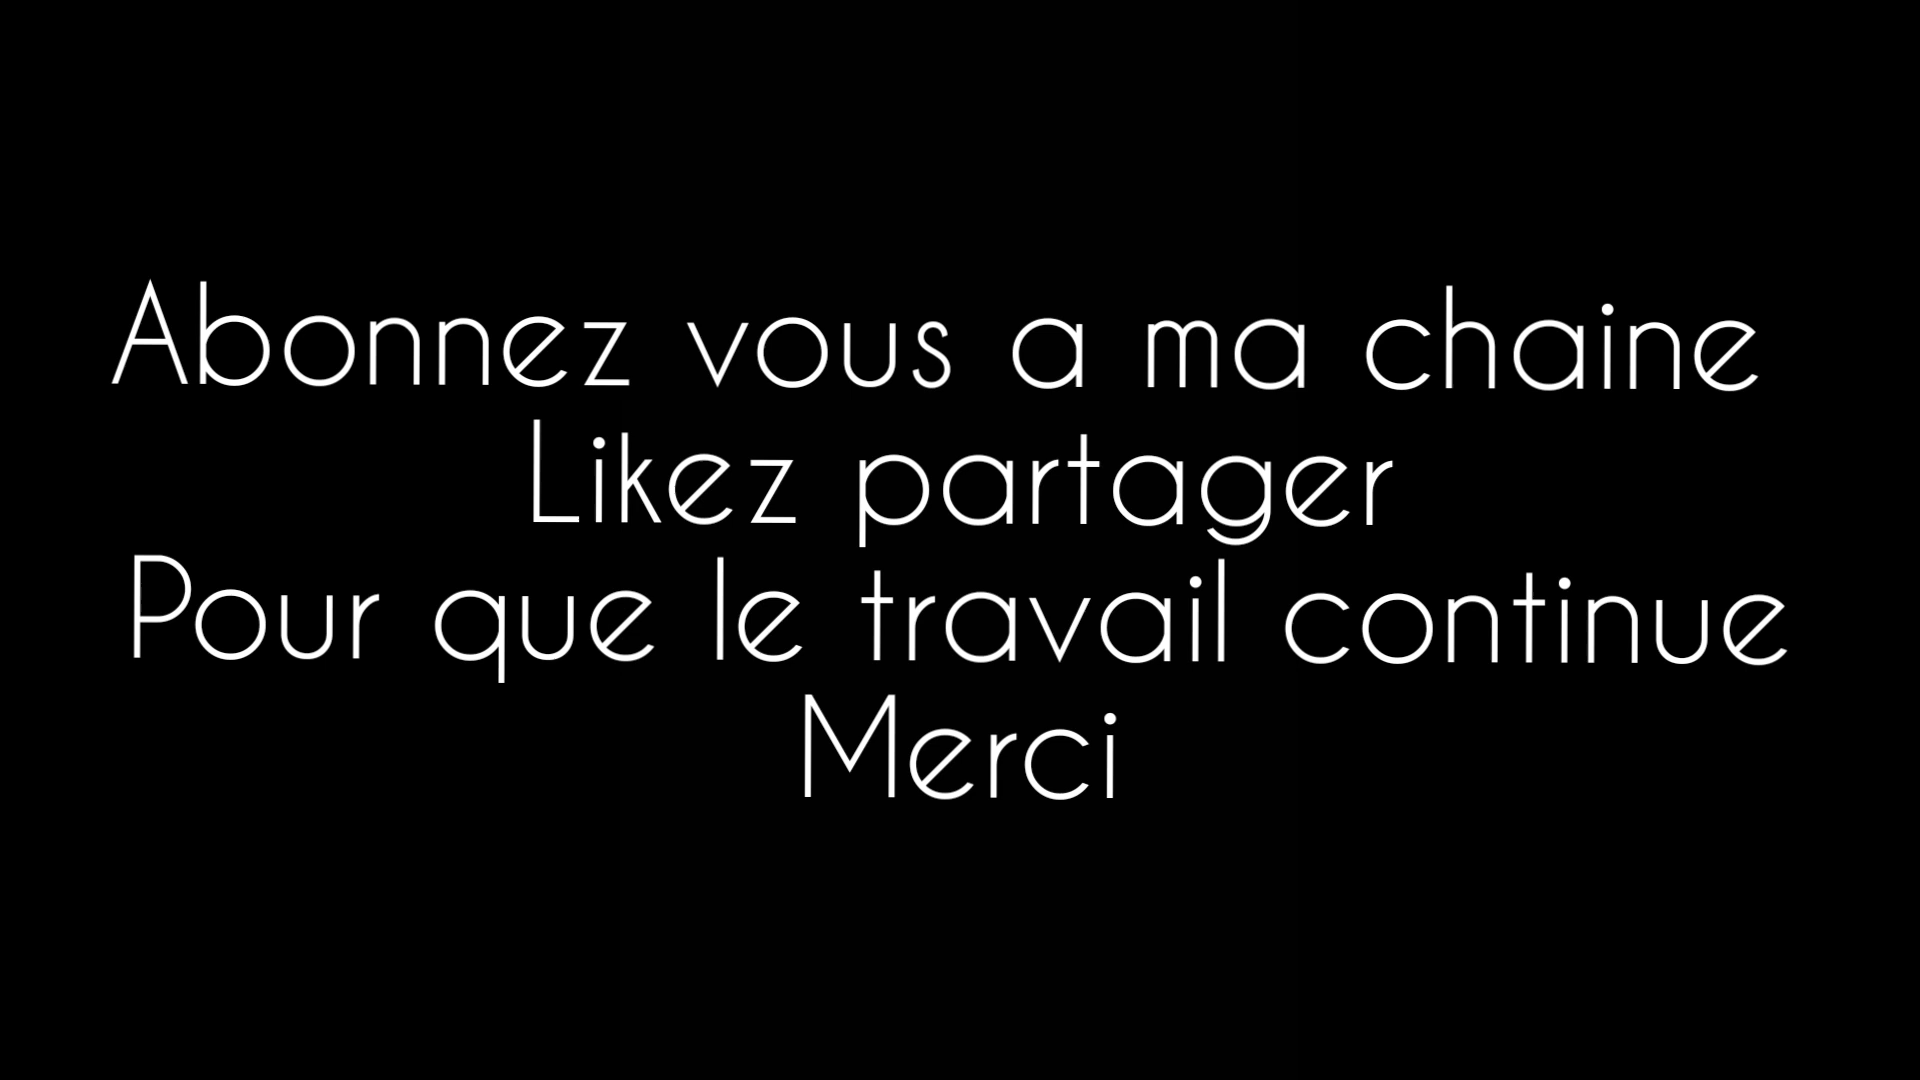 Abonnez vous a ma chaine
Likez partager
Pour que le travail continue
Merci